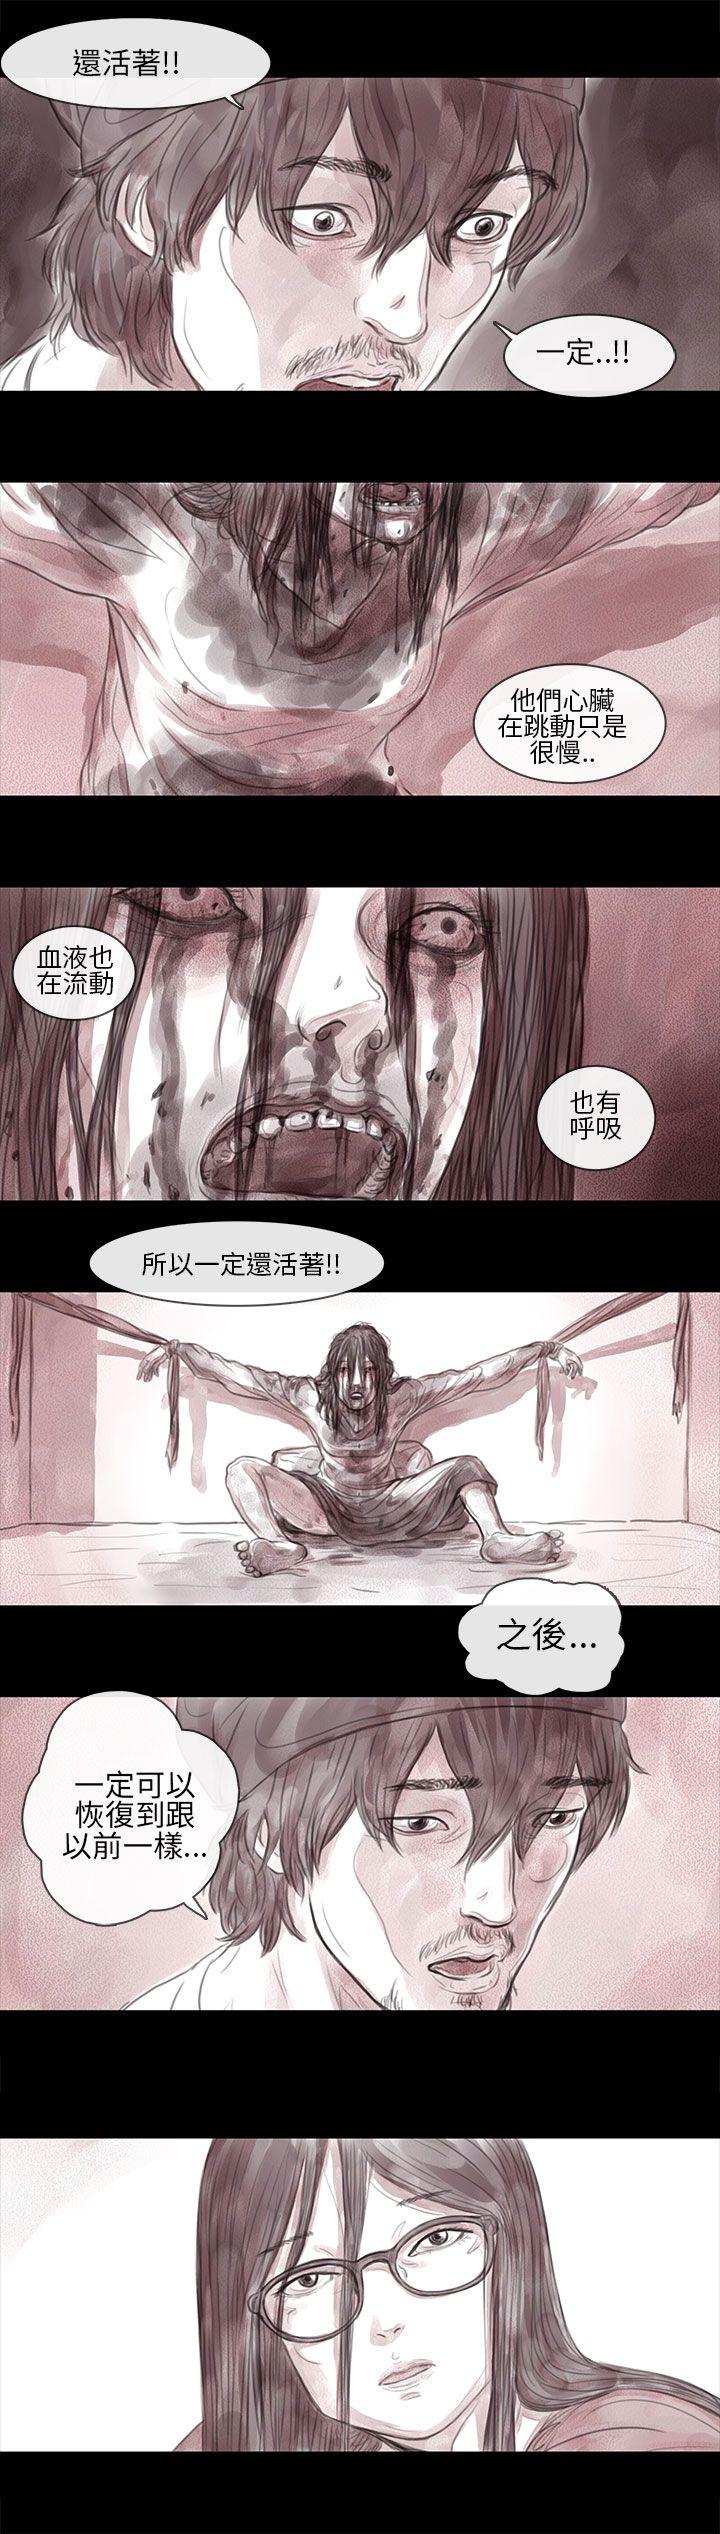 還活著!!
一定..!!
他們心臟
在跳動只是
很慢..
血液也
在流動
也有
呼吸
所以一定還活著!!
之後...
一定可以
恢復到跟
以前一樣...